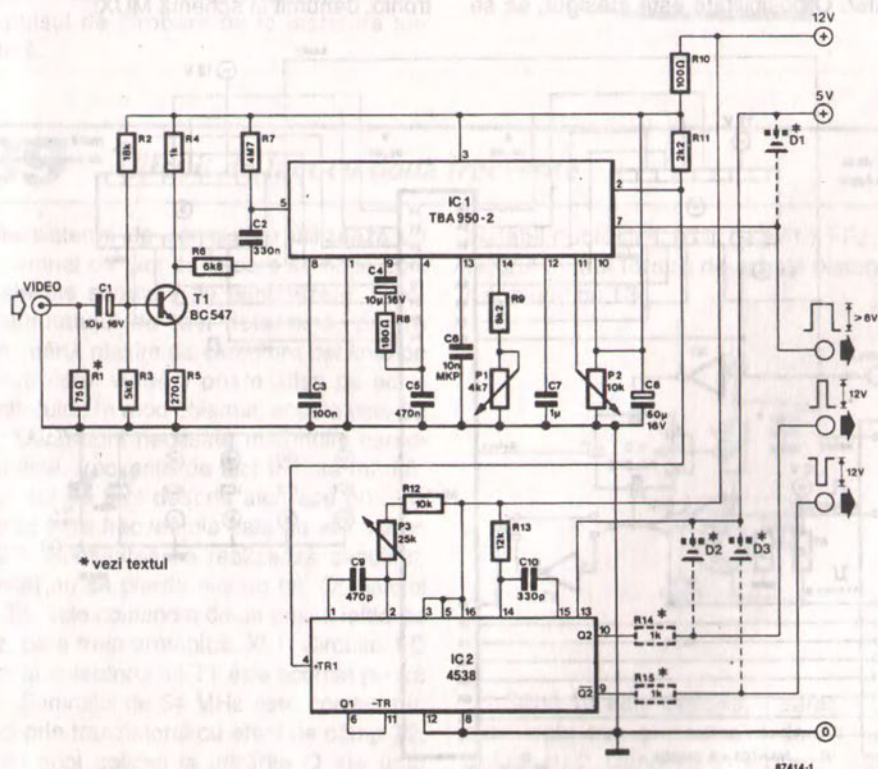 12V
R10
100Ω
5V
R2
18k
R4
1k
R7
4M7
3
R11
2k2
D1
*
IC1
TBA 950-2
5
2
7
C2
330n
R6
6k8
8
1
9
4
13
14
12
11
10
VIDEO
C1
10µ 16V
T1
BC547
C4
10µ 16V
R8
180Ω
R9
8k2
> 8V
75Ω
*
R3
5k6
R5
270Ω
C3
100n
C5
470n
C6
10n
MKP
P1
4k7
C7
1µ
P2
10k
C8
50µ
16V
12V
R12
10k
12V
P3
25k
R13
12k
* vezi textul
C9
470p
C10
330p
D2
*
D3
*
1
2
3
5
16
14
15
13
4
+TR1
IC2
4538
Q2
10
R14
*
1k
Q2
9
R15
*
1k
Q1
-TR
6
11
12
8
0
87414-1